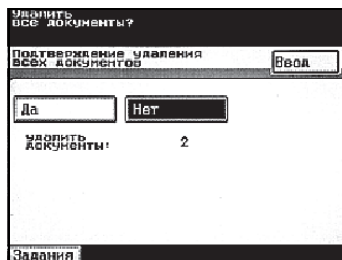 Удалить
все документы?
Подтверждение удаления
всех документов
Ввод
Да
Нет
Удалить
документы:
2
Задания